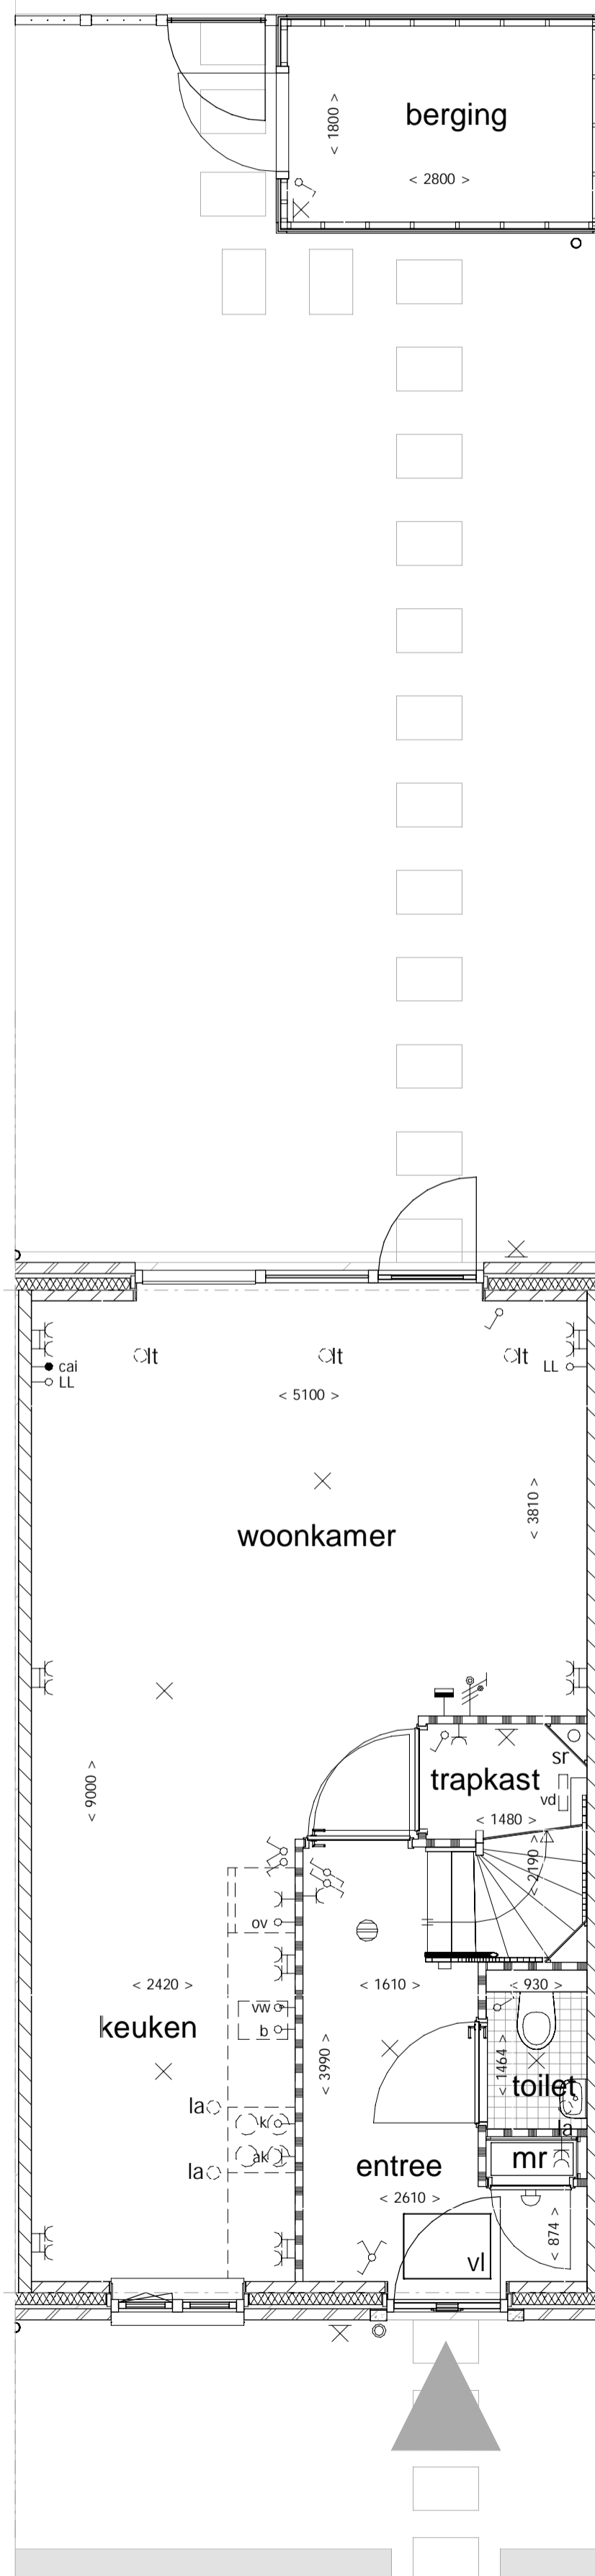 berging
< 1800 >
< 2800 >
lt
lt
lt
cai
LL
LL
< 5100 >
< 3810 >
woonkamer
sr
trapkast
vd
< 9000 >
< 1480 >
< 2190 >
ov
< 2420 >
< 1610 >
< 930 >
vw
keuken
b
< 3990 >
< 1464 >
toilet
la
k
la
ak
mr
entree
la
< 2610 >
< 874 >
vl